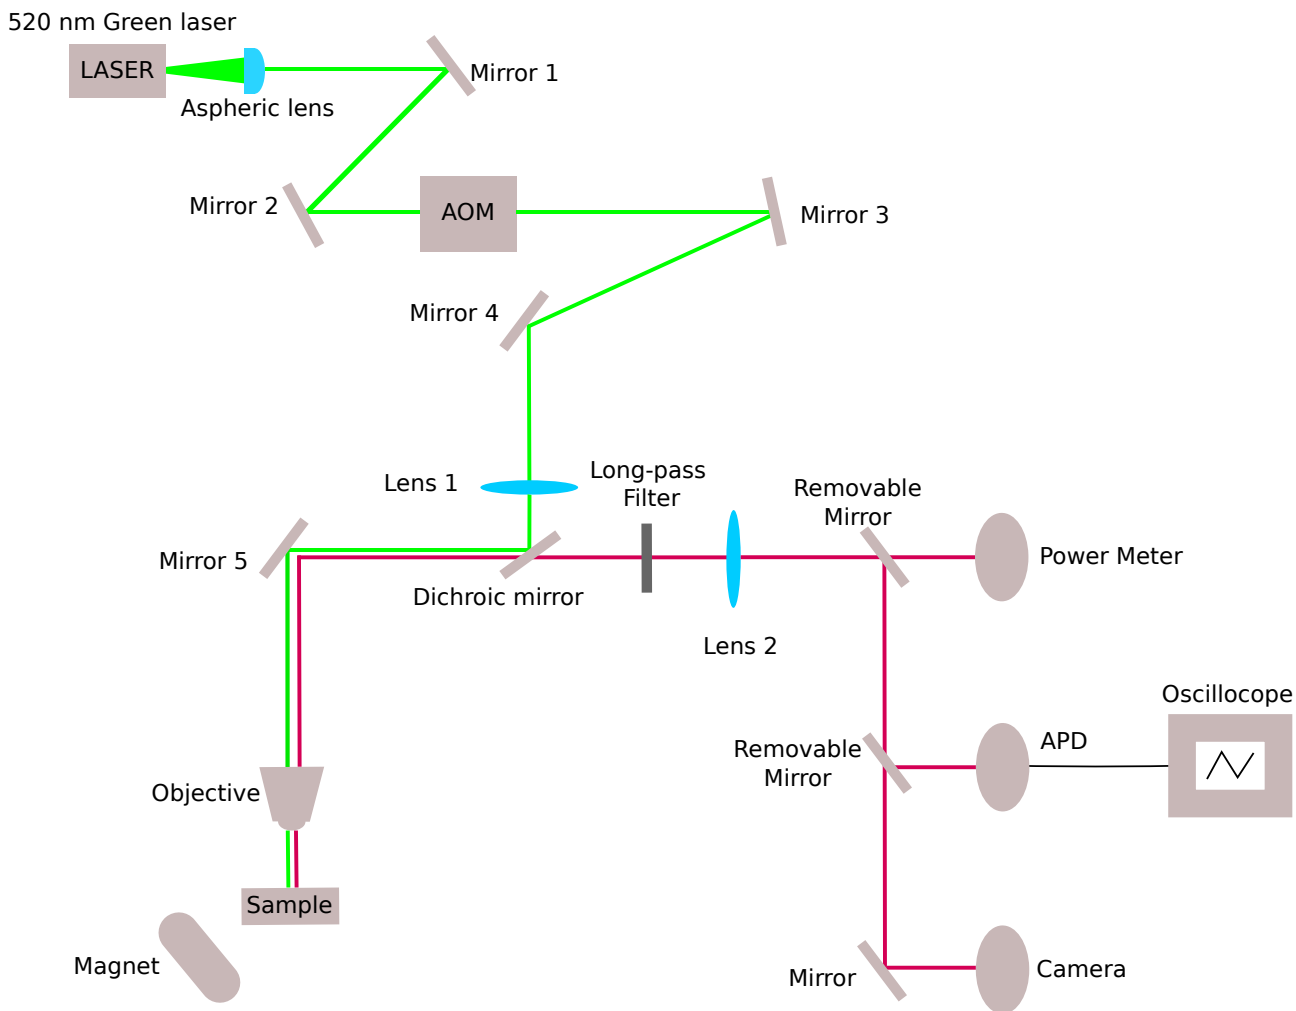 520 nm Green laser
LASER
Mirror 1
Aspheric lens
Mirror 2
AOM
Mirror 3
Mirror 4
Lens 1
Long-pass
Filter
Removable
Mirror
Mirror 5
Power Meter
Dichroic mirror
Lens 2
Oscillocope
Removable
Mirror
APD
Objective
Sample
Magnet
Mirror
Camera